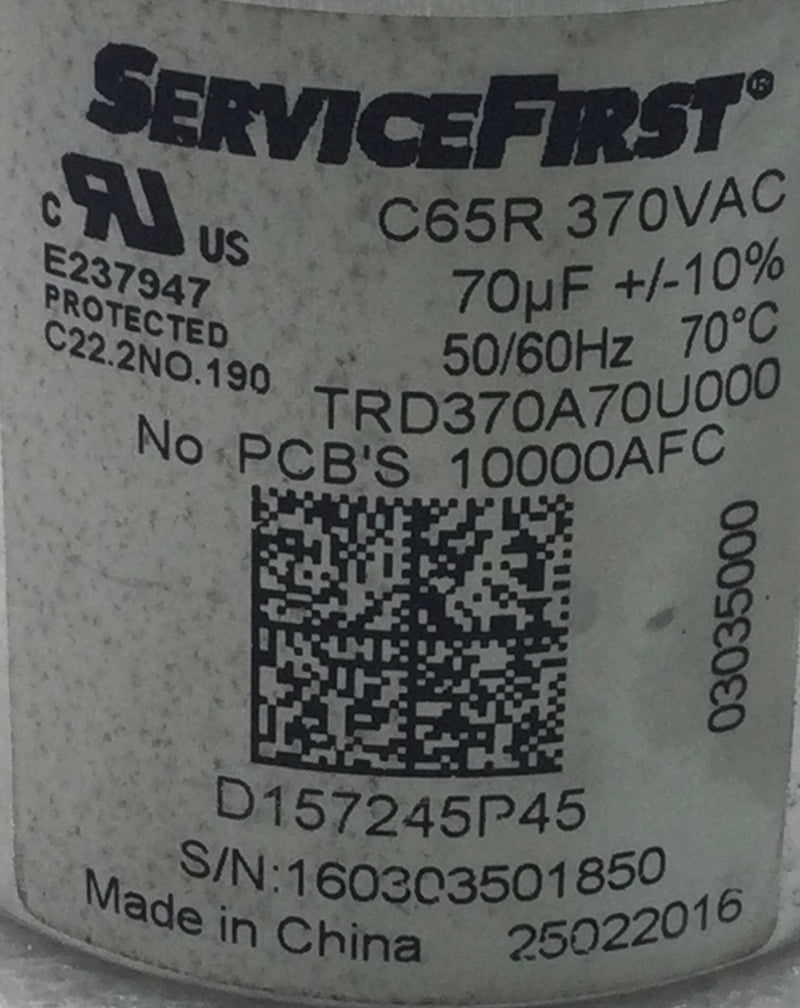 SERVICEFIRST®
C UL US
C65R 370VAC
E237947
70µF +/-10%
PROTECTED
50/60Hz 70°C
C22.2NO.190
TRD370A70U000
No PCB'S 10000AFC
03035000
D157245P45
S/N:160303501850
Made in China 25022016